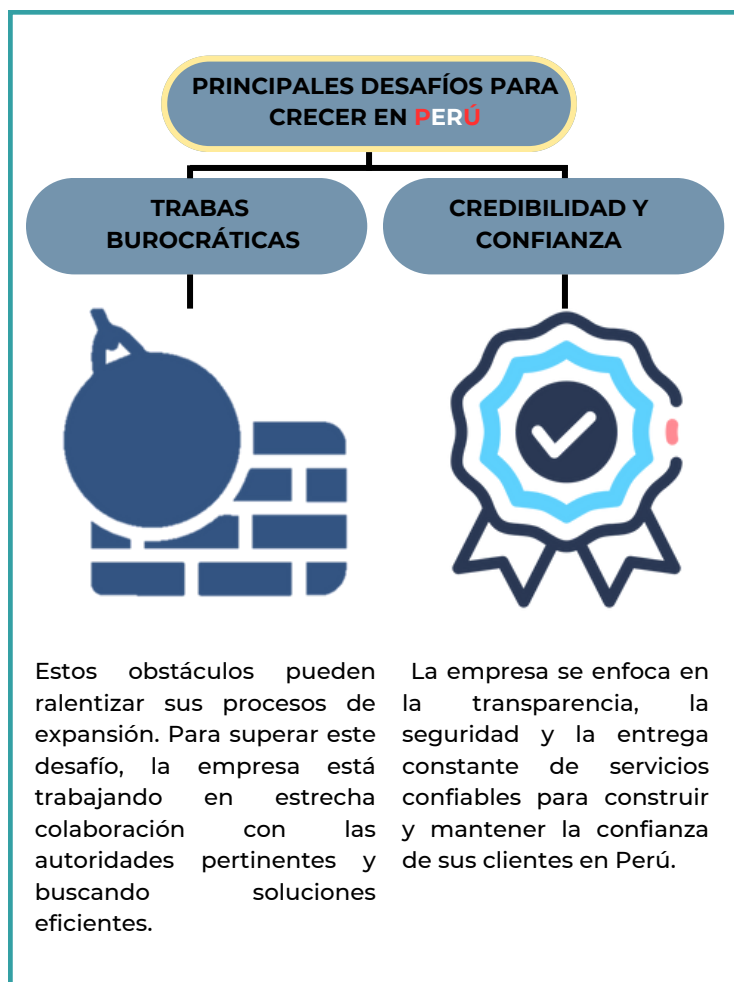 PRINCIPALES DESAFÍOS PARA
CRECER EN PERÚ
TRABAS
BUROCRÁTICAS
CREDIBILIDAD Y
CONFIANZA
Estos obstáculos pueden
ralentizar sus procesos de
expansión. Para superar este
desafío, la empresa está
trabajando en estrecha
colaboración con las
autoridades pertinentes y
buscando soluciones
eficientes.
La empresa se enfoca en
la transparencia, la
seguridad y la entrega
constante de servicios
confiables para construir
y mantener la confianza
de sus clientes en Perú.